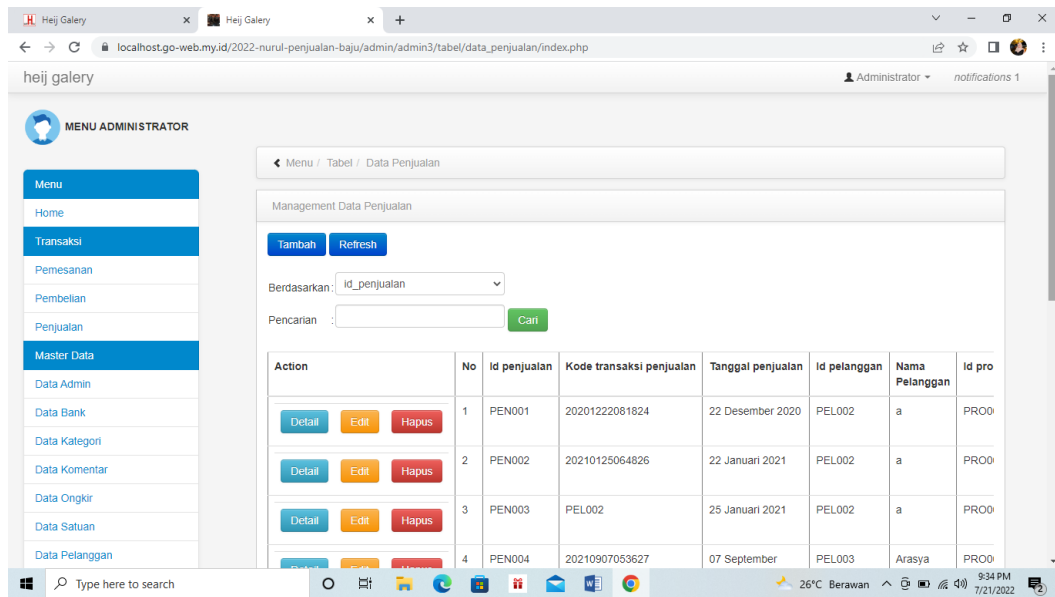 Heij Galery
Heij Galery
localhost.go-web.my.id/2022-nurul-penjualan-baju/admin/admin3/tabel/data_penjualan/index.php
heij galery
Administrator
notifications 1
MENU ADMINISTRATOR
Menu
Home
Transaksi
Pemesanan
Pembelian
Penjualan
Master Data
Data Admin
Data Bank
Data Kategori
Data Komentar
Data Ongkir
Data Satuan
Data Pelanggan
Menu / Tabel / Data Penjualan
Management Data Penjualan
Tambah Refresh
Berdasarkan : id_penjualan
Pencarian : Cari
Action No Id penjualan Kode transaksi penjualan Tanggal penjualan Id pelanggan Nama Pelanggan Id pro
Detail Edit Hapus 1 PEN001 20201222081824 22 Desember 2020 PEL002 a PRO0
Detail Edit Hapus 2 PEN002 20210125064826 22 Januari 2021 PEL002 a PRO0
Detail Edit Hapus 3 PEN003 PEL002 25 Januari 2021 PEL002 a PRO0
4 PEN004 20210907053627 07 September PEL003 Arasya PRO0
Type here to search
26°C Berawan
9:34 PM
7/21/2022